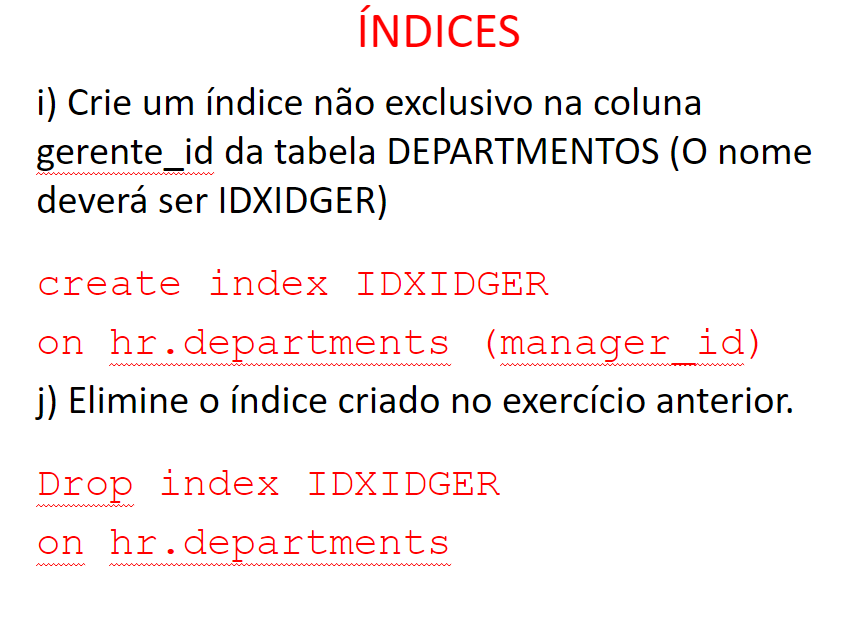 ÍNDICES
i) Crie um índice não exclusivo na coluna
gerente_id da tabela DEPARTMENTOS (O nome
deverá ser IDXIDGER)
create index IDXIDGER
on hr.departments (manager_id)
j) Elimine o índice criado no exercício anterior.
Drop index IDXIDGER
on hr.departments